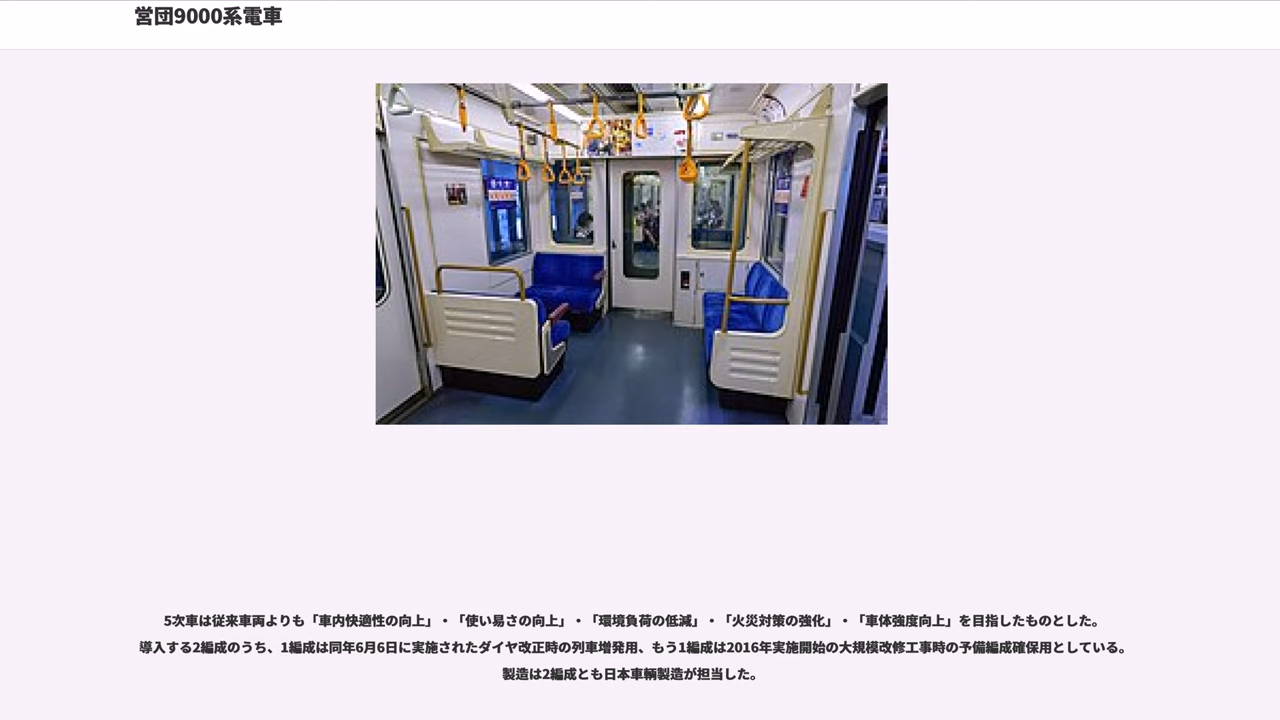 営団9000系電車
5次車は従来車両よりも「車内快適性の向上」・「使い易さの向上」・「環境負荷の低減」・「火災対策の強化」・「車体強度向上」を目指したものとした。
導入する2編成のうち、1編成は同年6月6日に実施されたダイヤ改正時の列車増発用、もう1編成は2016年実施開始の大規模改修工事時の予備編成確保用としている。
製造は2編成とも日本車輌製造が担当した。